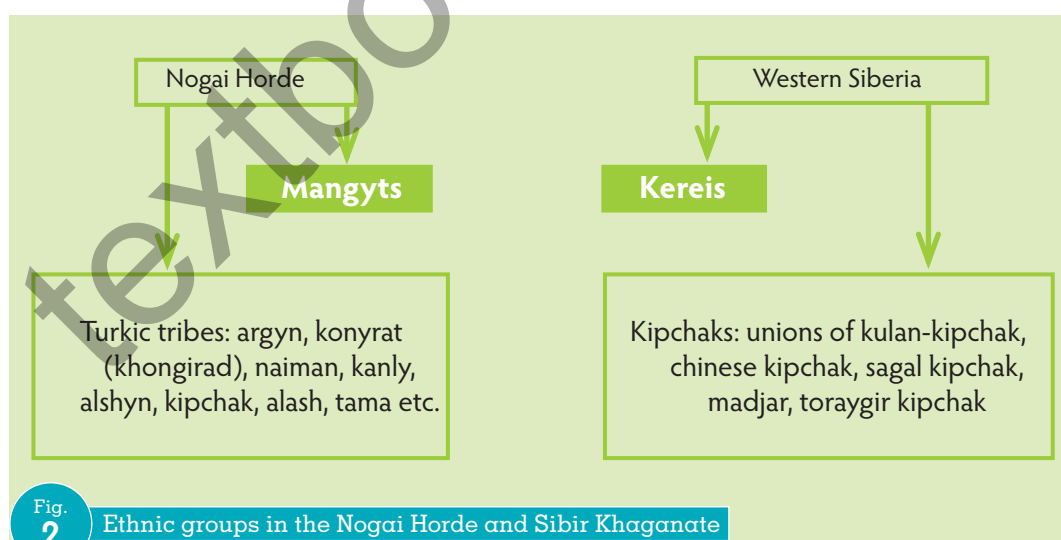 Nogai Horde
Western Siberia
Mangyts
Kereis
Turkic tribes: argyn, konyrat
(khongirad), naiman, kanly,
alshyn, kipchak, alash, tama etc.
Kipchaks: unions of kulan-kipchak,
chinese kipchak, sagal kipchak,
madjar, toraygir kipchak
Fig.
2
Ethnic groups in the Nogai Horde and Sibir Khaganate
textbo